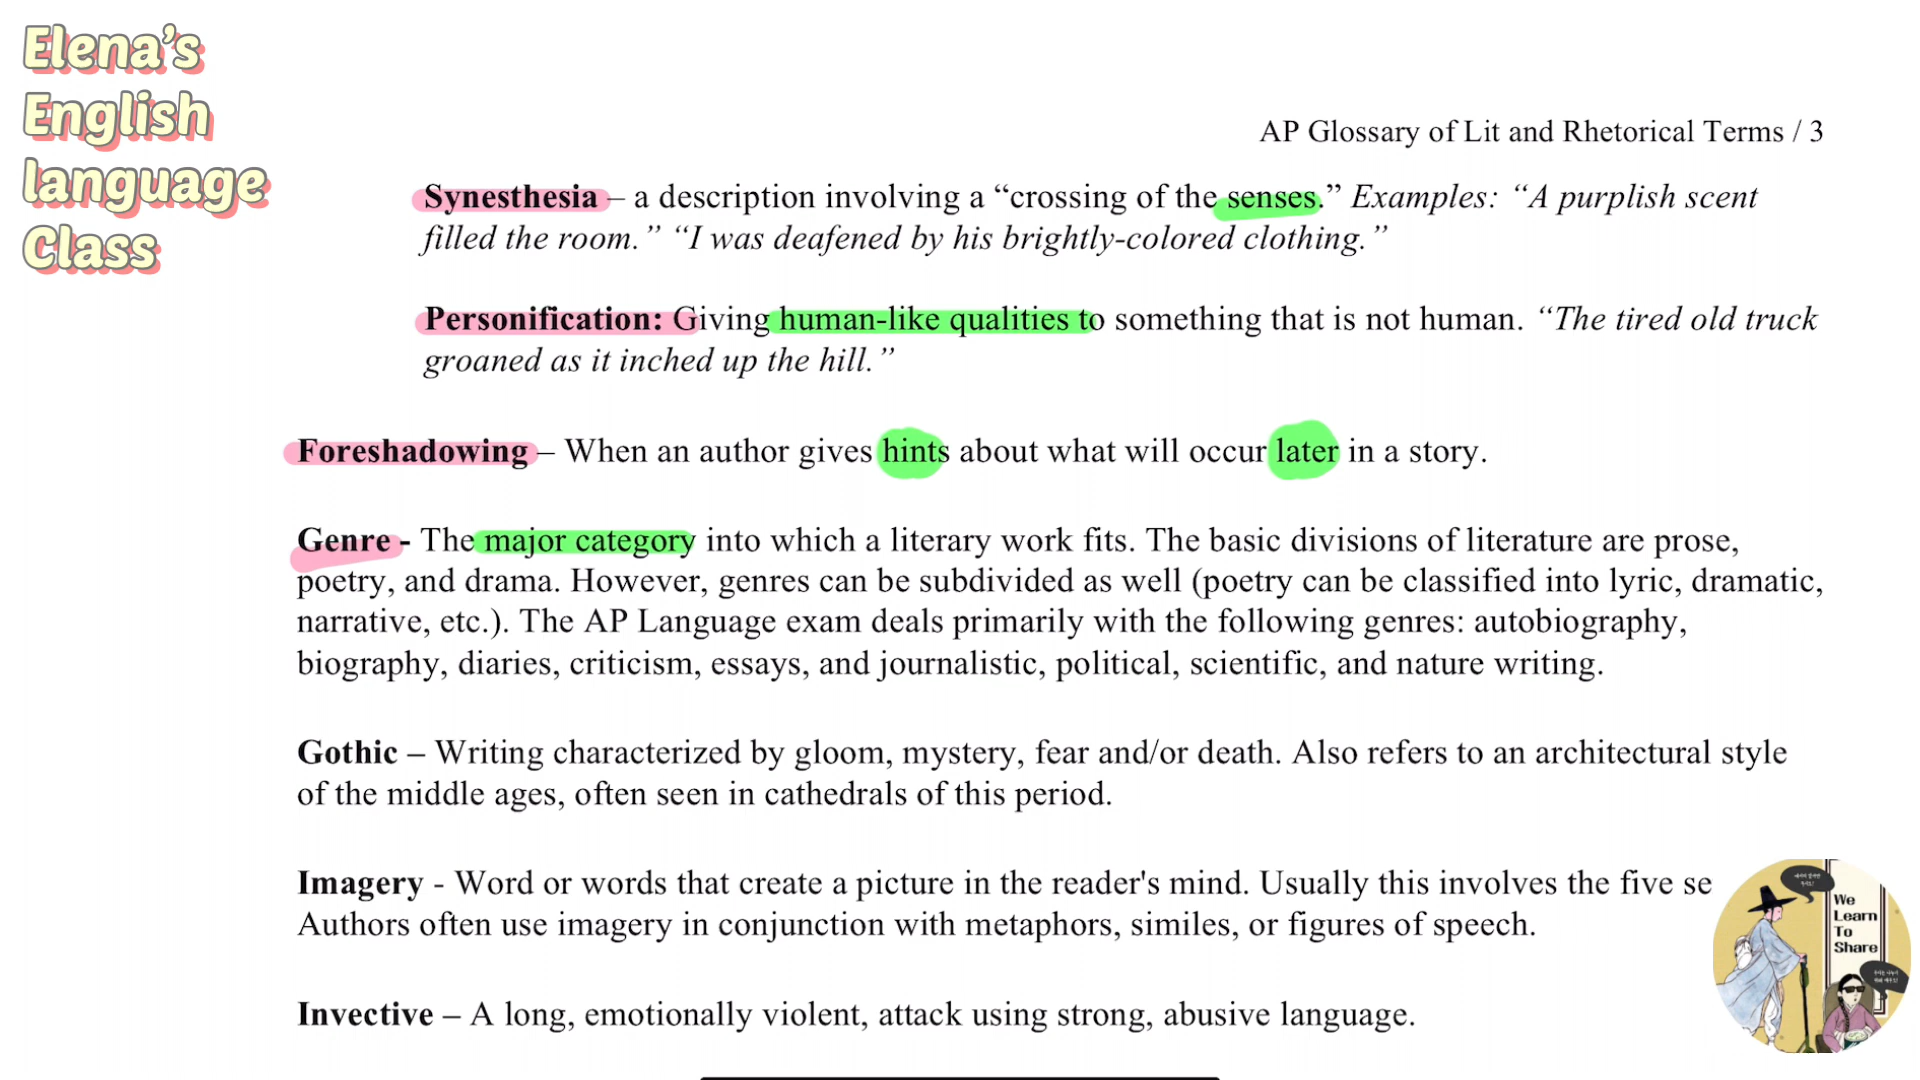 Elena’s
English
language
Class
AP Glossary of Lit and Rhetorical Terms / 3
Synesthesia – a description involving a “crossing of the senses.” Examples: “A purplish scent
filled the room.” “I was deafened by his brightly-colored clothing.”
Personification: Giving human-like qualities to something that is not human. “The tired old truck
groaned as it inched up the hill.”
Foreshadowing – When an author gives hints about what will occur later in a story.
Genre - The major category into which a literary work fits. The basic divisions of literature are prose,
poetry, and drama. However, genres can be subdivided as well (poetry can be classified into lyric, dramatic,
narrative, etc.). The AP Language exam deals primarily with the following genres: autobiography,
biography, diaries, criticism, essays, and journalistic, political, scientific, and nature writing.
Gothic – Writing characterized by gloom, mystery, fear and/or death. Also refers to an architectural style
of the middle ages, often seen in cathedrals of this period.
Imagery - Word or words that create a picture in the reader's mind. Usually this involves the five se
Authors often use imagery in conjunction with metaphors, similes, or figures of speech.
Invective – A long, emotionally violent, attack using strong, abusive language.
We
Learn
To
Share